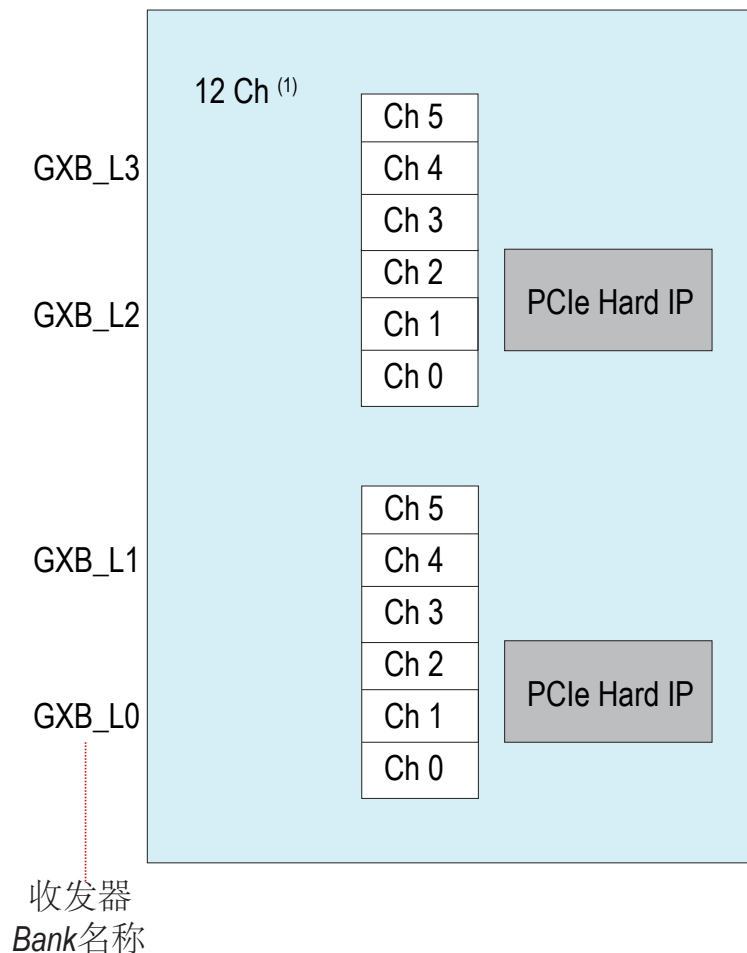 12 Ch (1)
Ch 5
GXB_L3
Ch 4
Ch 3
Ch 2
PCIe Hard IP
GXB_L2
Ch 1
Ch 0
Ch 5
GXB_L1
Ch 4
Ch 3
Ch 2
PCIe Hard IP
GXB_L0
Ch 1
Ch 0
收发器
Bank名称